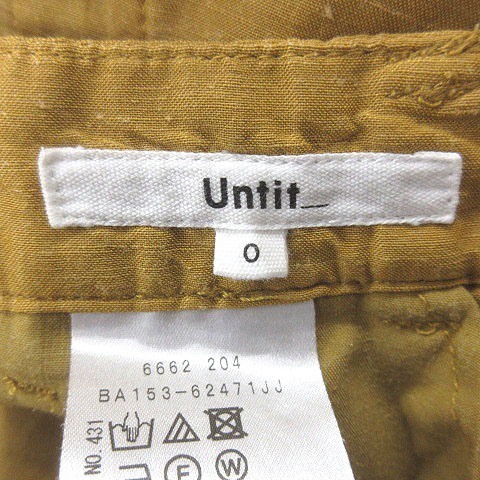 Untit_
0
6662 204
BA153-62471JJ
NO.431
F W